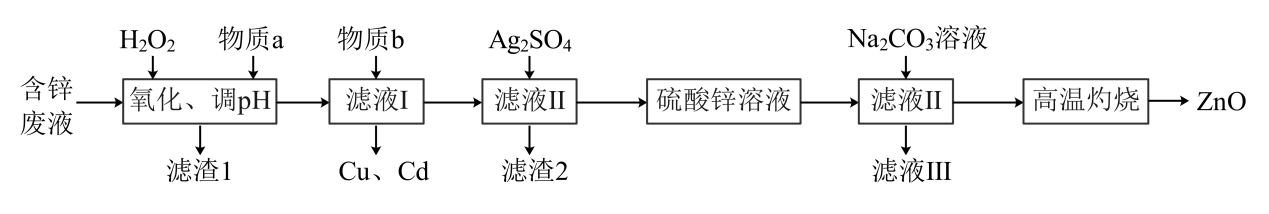 H₂O₂ 物质a 物质b Ag₂SO₄ Na₂CO₃溶液
含锌
废液
氧化、调pH 滤液I 滤液II 硫酸锌溶液 滤液II 高温灼烧 ZnO
滤渣1 Cu、Cd 滤渣2 滤液III